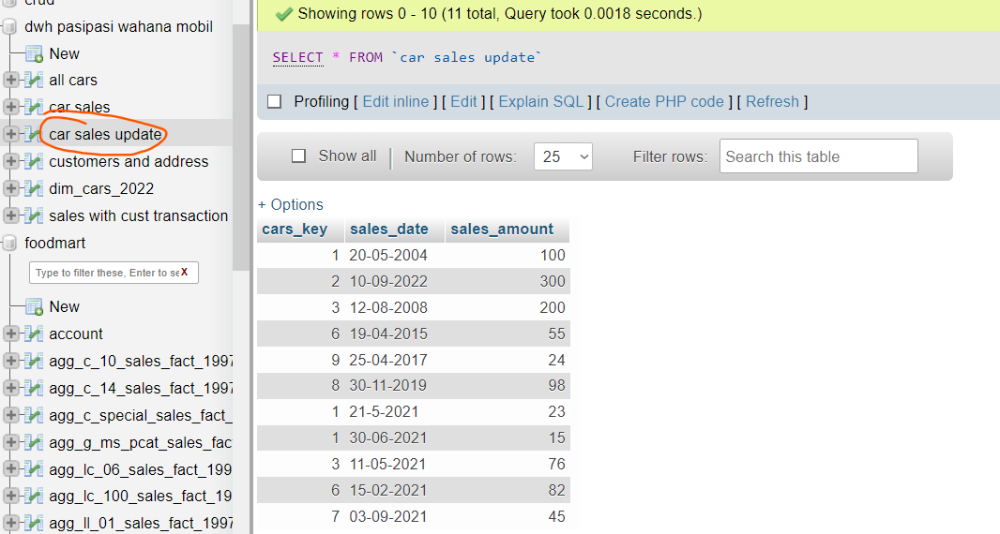 crud
dwh pasipasi wahana mobil
New
all cars
car sales
car sales update
customers and address
dim_cars_2022
sales with cust transaction
foodmart
Type to filter these, Enter to se X
New
account
agg_c_10_sales_fact_1997
agg_c_14_sales_fact_1997
agg_c_special_sales_fact_
agg_g_ms_pcat_sales_fac
agg_lc_06_sales_fact_199
agg_lc_100_sales_fact_19
agg_ll_01_sales_fact_1997
Showing rows 0 - 10 (11 total, Query took 0.0018 seconds.)
SELECT * FROM `car sales update`
Profiling [ Edit inline ] [ Edit ] [ Explain SQL ] [ Create PHP code ] [ Refresh ]
Show all | Number of rows: 25 Filter rows: Search this table
+ Options
cars_key sales_date sales_amount
1 20-05-2004 100
2 10-09-2022 300
3 12-08-2008 200
6 19-04-2015 55
9 25-04-2017 24
8 30-11-2019 98
1 21-5-2021 23
1 30-06-2021 15
3 11-05-2021 76
6 15-02-2021 82
7 03-09-2021 45